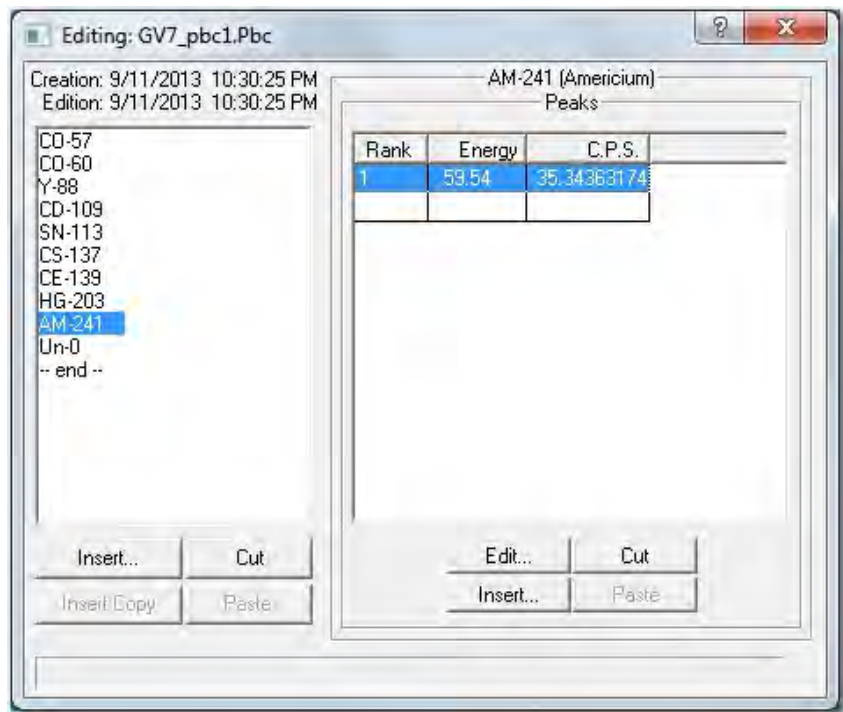 Editing: GV7_pbc1.Pbc
?
X
Creation: 9/11/2013 10:30:25 PM
Edition: 9/11/2013 10:30:25 PM
CO-57
CO-60
Y-88
CD-109
SN-113
CS-137
CE-139
HG-203
AM-241
Un-0
-- end --
Insert... Cut
Insert Copy Paste
AM-241 (Americium)
Peaks
Rank Energy C.P.S.
1 59.54 35.34363174
Edit... Cut
Insert... Paste